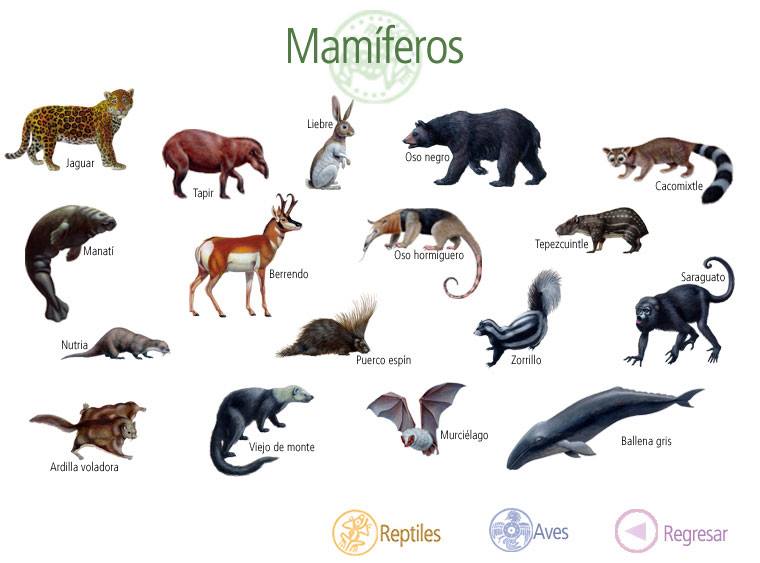 Mamíferos
Jaguar
Tapir
Liebre
Oso negro
Cacomixtle
Manatí
Berrendo
Oso hormiguero
Tepezcuintle
Saraguato
Nutria
Puerco espín
Zorrillo
Ardilla voladora
Viejo de monte
Murciélago
Ballena gris
Reptiles
Aves
Regresar